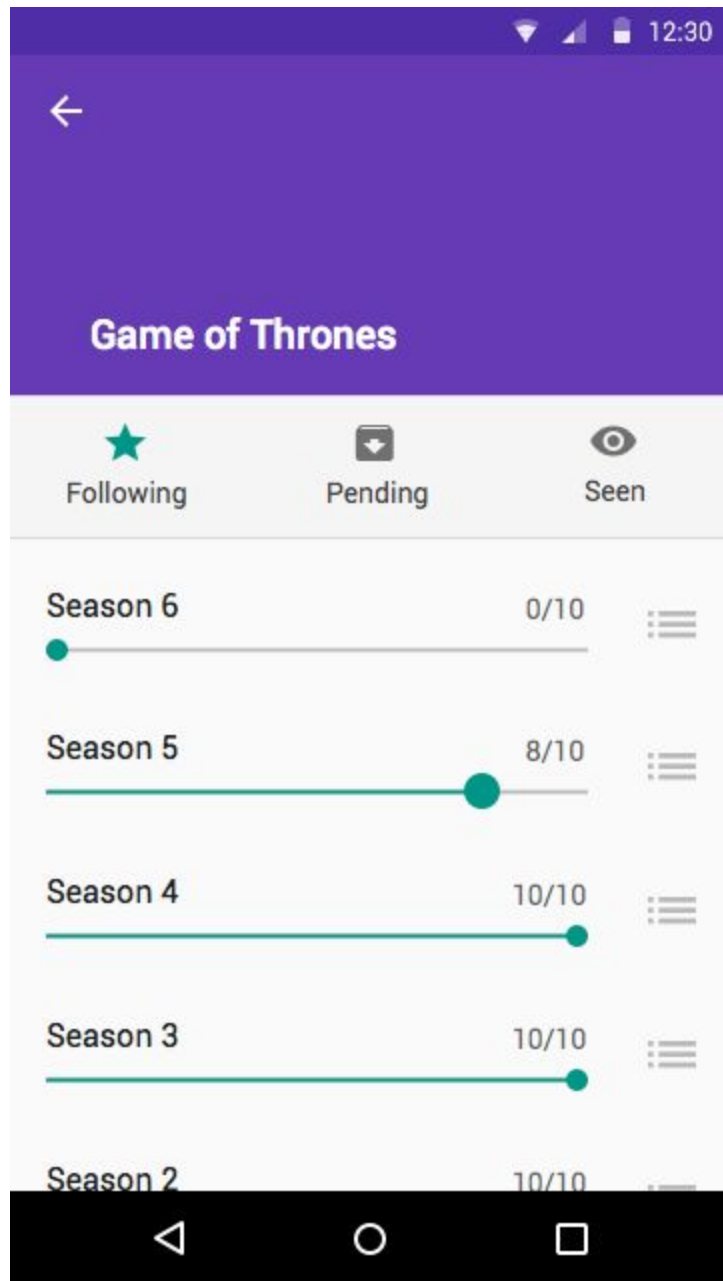 12:30
Game of Thrones
Following Pending Seen
Season 6 0/10
Season 5 8/10
Season 4 10/10
Season 3 10/10
Season 2 10/10